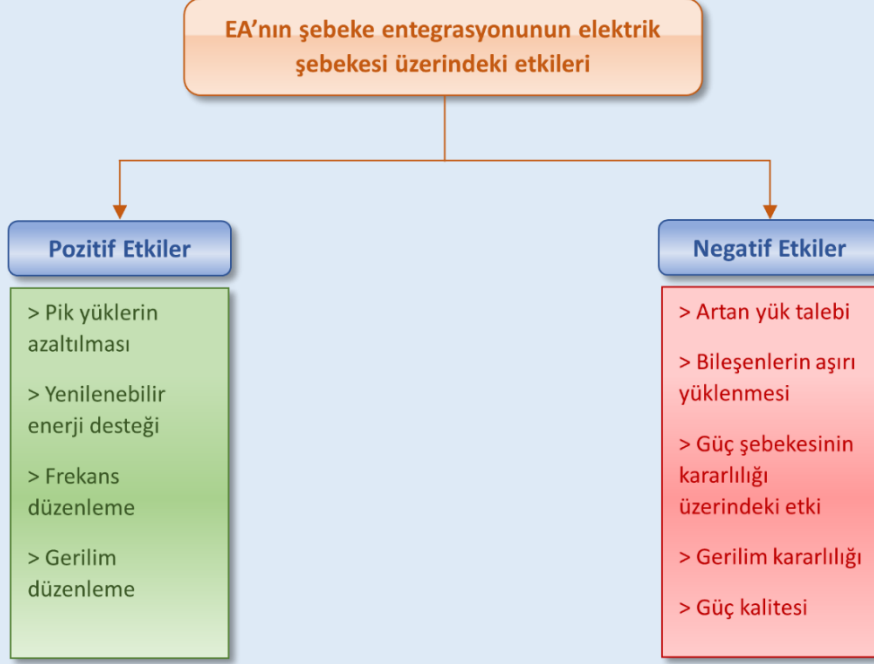 EA’nın şebeke entegrasyonunun elektrik
şebekesi üzerindeki etkileri
Pozitif Etkiler
> Pik yüklerin
azaltılması
> Yenilenebilir
enerji desteği
> Frekans
düzenleme
> Gerilim
düzenleme
Negatif Etkiler
> Artan yük talebi
> Bileşenlerin aşırı
yüklenmesi
> Güç şebekesinin
kararlılığı
üzerindeki etki
> Gerilim kararlılığı
> Güç kalitesi